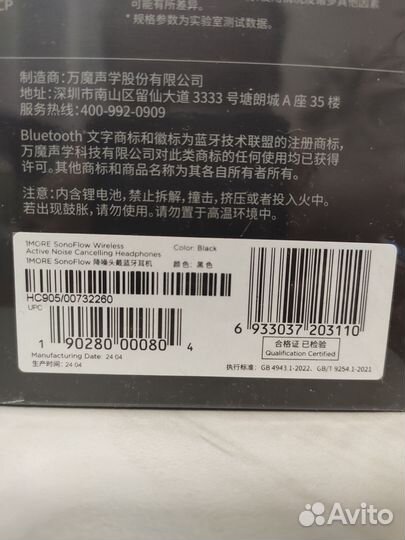 CP
可能有所差异。
*规格参数为实验室测试数据。
制造商：万魔声学股份有限公司
地址：深圳市南山区留仙大道 3333 号塘朗城 A 座 35 楼
服务热线：400-992-0909
Bluetooth® 文字商标和徽标为蓝牙技术联盟的注册商标，
万魔声学科技有限公司对此类商标的任何使用均已获得
许可。其他商标和商品名称为其各自所有者所有。
注意：内含锂电池，禁止拆解，撞击，挤压或者投入火中。
若出现鼓胀，请勿使用。请勿置于高温环境中。
1MORE SonoFlow Wireless
Active Noise Cancelling Headphones
Color: Black
1MORE SonoFlow 降噪头戴蓝牙耳机
颜色：黑色
HC905/00732260
UPC
1 90280 00080 4
6 933037 203110
合格证 已检验
Qualification Certified
Manufacturing Date: 24 04
生产时间：24 04
执行标准：GB 4943.1-2022、GB/T 9254.1-2021
Avito